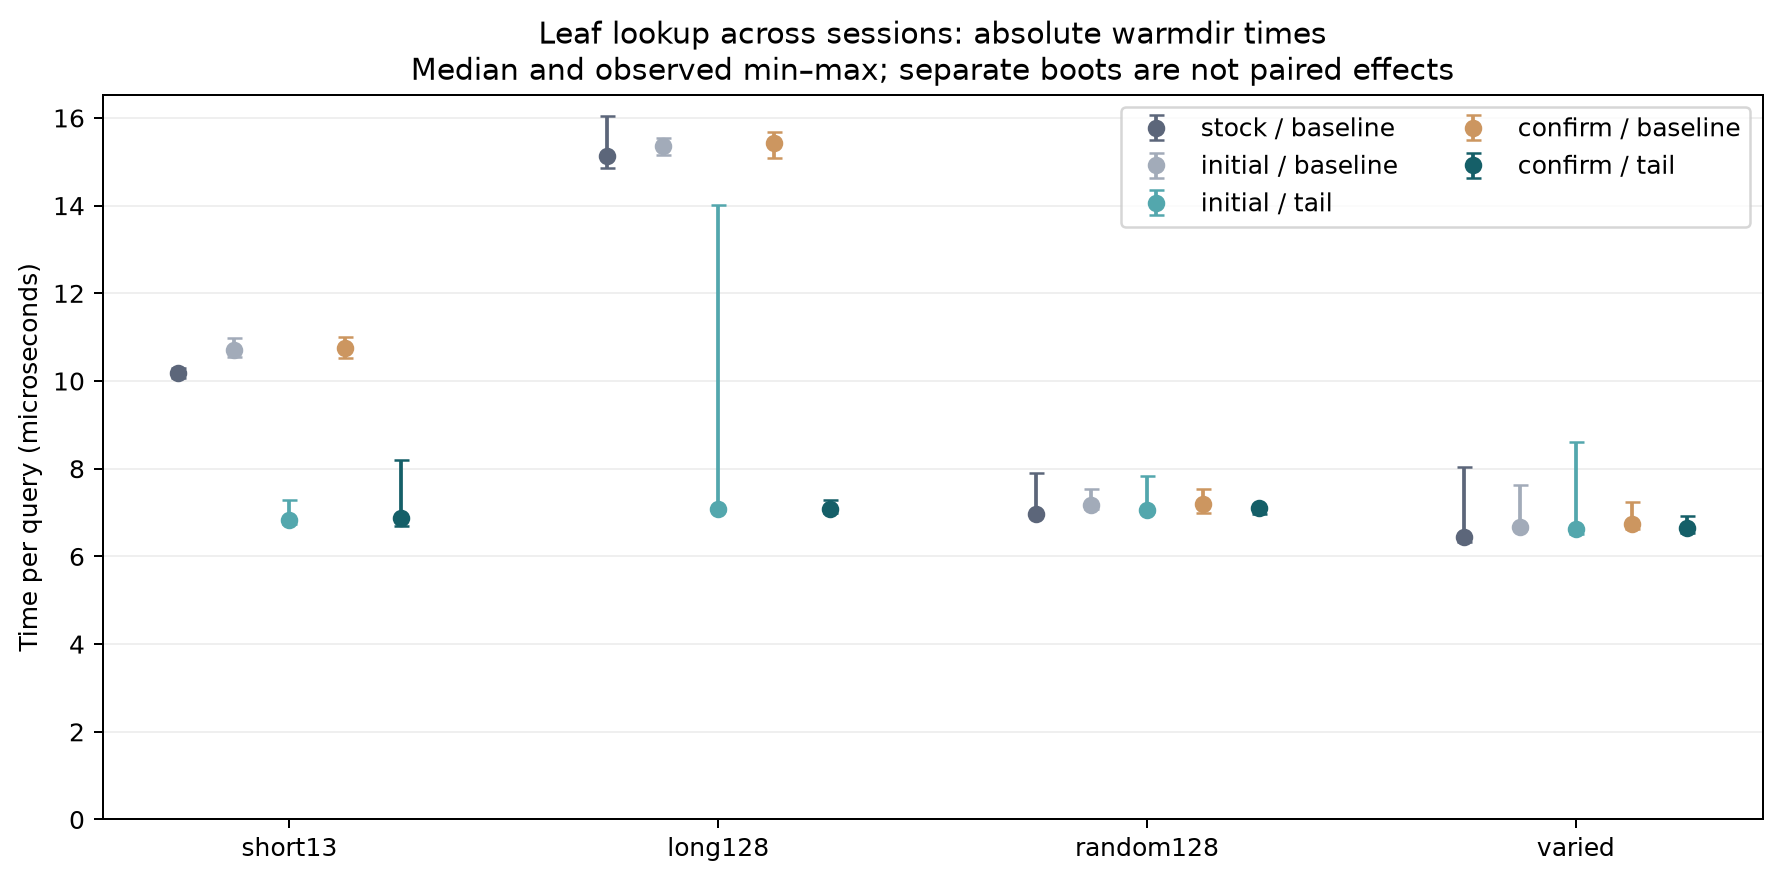 Leaf lookup across sessions: absolute warmdir times
Median and observed min–max; separate boots are not paired effects
stock / baseline
initial / baseline
initial / tail
confirm / baseline
confirm / tail
Time per query (microseconds)
16
14
12
10
8
6
4
2
0
short13
long128
random128
varied